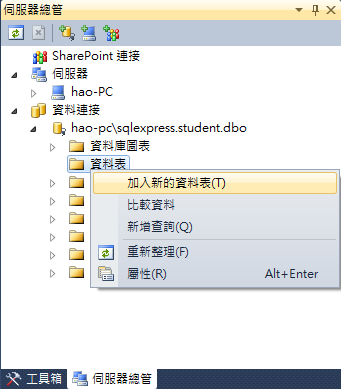 伺服器總管
SharePoint 連接
伺服器
hao-PC
資料連接
hao-pc\sqlexpress.student.dbo
資料庫圖表
資料表
加入新的資料表(T)
比較資料
新增查詢(Q)
重新整理(F)
屬性(R) Alt+Enter
工具箱 伺服器總管